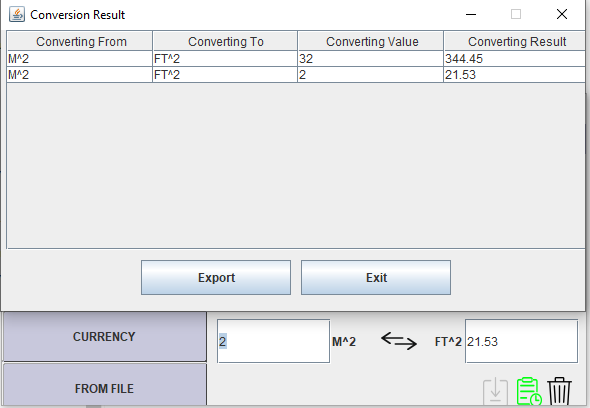 Conversion Result
Converting From Converting To Converting Value Converting Result
M^2 FT^2 32 344.45
M^2 FT^2 2 21.53
Export Exit
CURRENCY 2 M^2 FT^2 21.53
FROM FILE